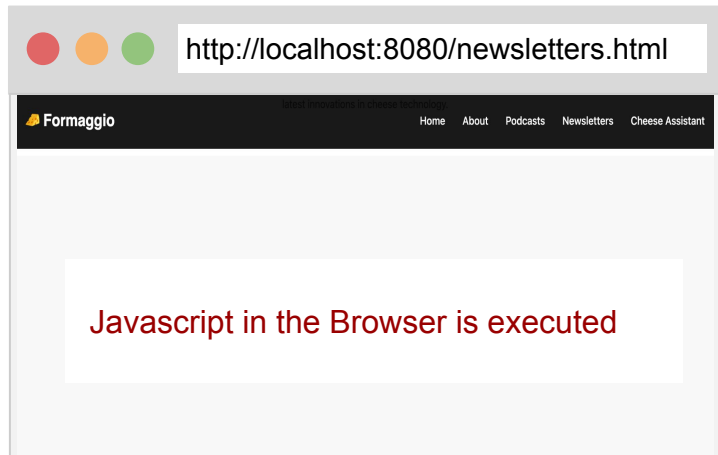 http://localhost:8080/newsletters.html
latest innovations in cheese technology.
Formaggio
Home About Podcasts Newsletters Cheese Assistant
Javascript in the Browser is executed